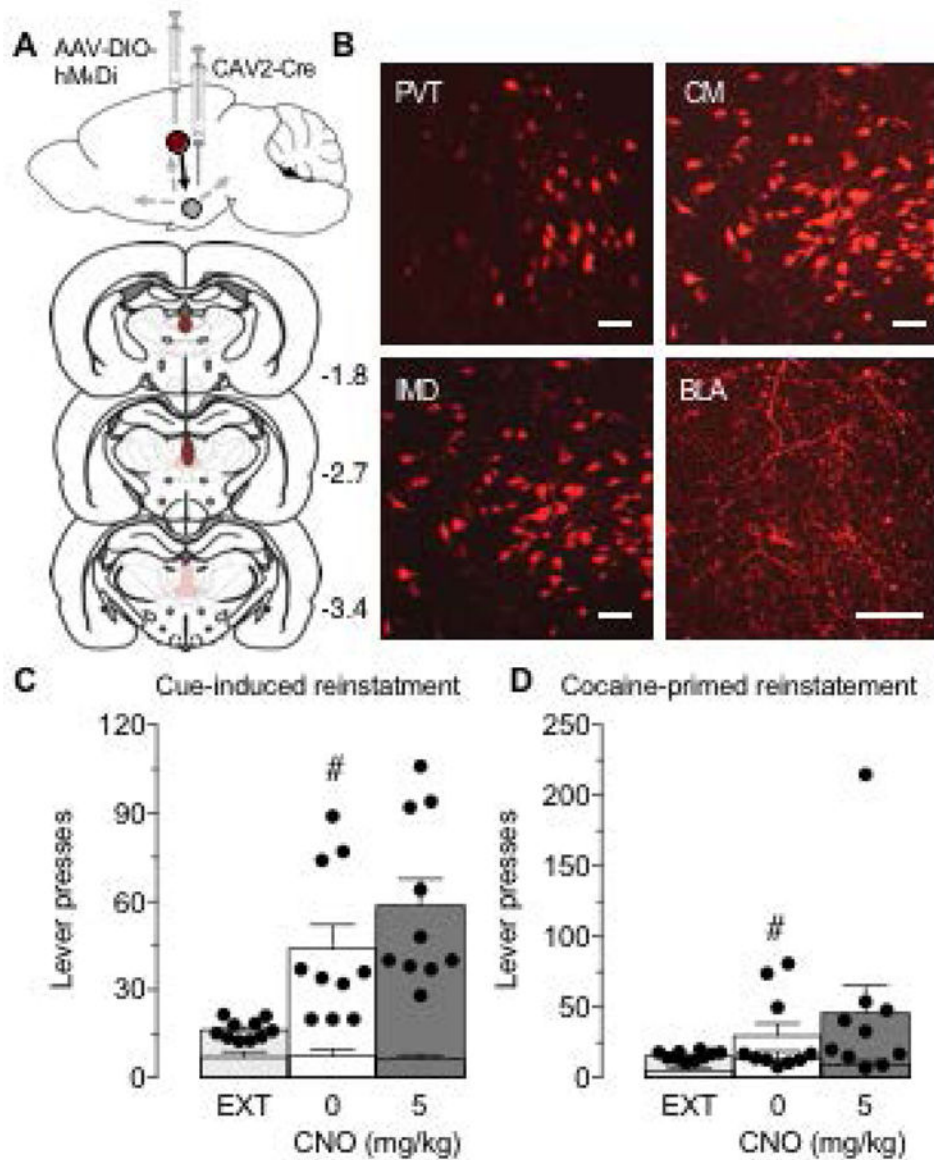 A
AAV-DIO-
hM₄Di
CAV2-Cre
-1.8
-2.7
-3.4
B
PVT
CM
IMD
BLA
C
Cue-induced reinstatment
120
90
60
30
0
Lever presses
#
EXT
0
5
CNO (mg/kg)
D
Cocaine-primed reinstatement
250
200
150
100
50
0
Lever presses
#
EXT
0
5
CNO (mg/kg)